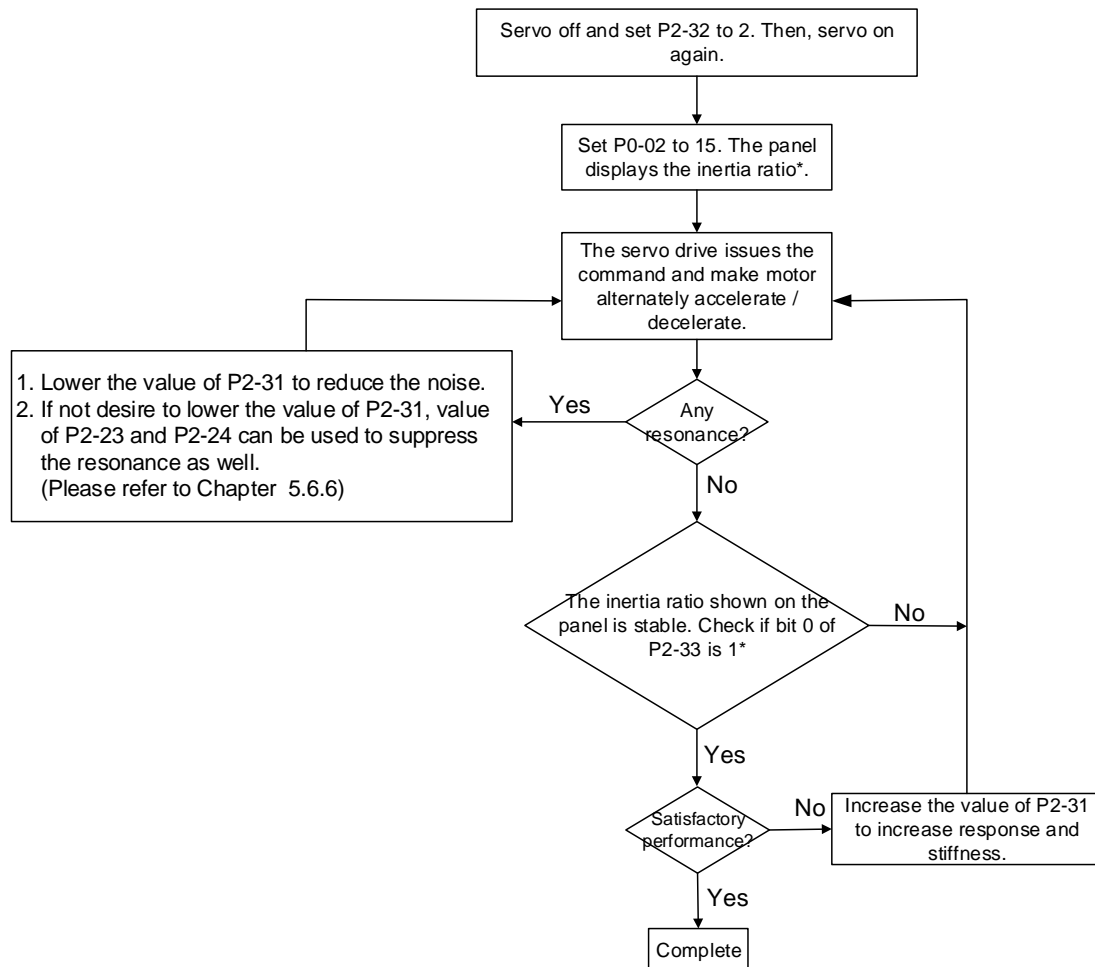 Servo off and set P2-32 to 2. Then, servo on
again.
Set P0-02 to 15. The panel
displays the inertia ratio*.
The servo drive issues the
command and make motor
alternately accelerate /
decelerate.
1. Lower the value of P2-31 to reduce the noise.
2. If not desire to lower the value of P2-31, value
of P2-23 and P2-24 can be used to suppress
the resonance as well.
(Please refer to Chapter 5.6.6)
Yes
Any
resonance?
No
The inertia ratio shown on the
panel is stable. Check if bit 0 of
P2-33 is 1*
No
Yes
Satisfactory
performance?
No
Increase the value of P2-31
to increase response and
stiffness.
Yes
Complete